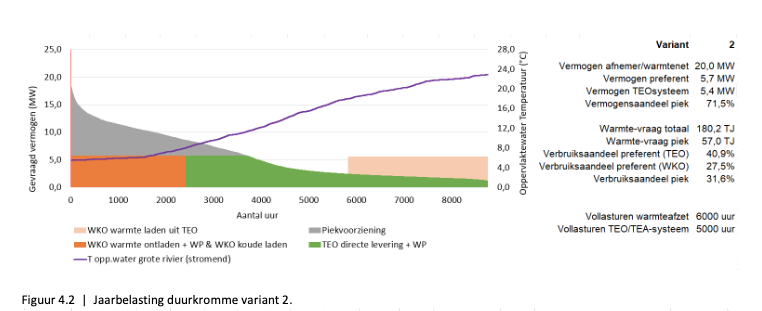 Variant 2
25,0 28,0
20,0 24,0
20,0
15,0 16,0
10,0 12,0
8,0
5,0 4,0
0,0 0,0
Gevraagd vermogen (MW)
Oppervlaktewater Temperatuur (°C)
0 1000 2000 3000 4000 5000 6000 7000 8000
Aantal uur
WKO warmte laden uit TEO
Piekvoorziening
WKO warmte ontladen + WP & WKO koude laden
TEO directe levering + WP
T opp.water grote rivier (stromend)
Vermogen afnemer/warmtenet 20,0 MW
Vermogen preferent 5,7 MW
Vermogen TEOsysteem 5,4 MW
Vermogensaandeel piek 71,5%
Warmte-vraag totaal 180,2 TJ
Warmte-vraag piek 57,0 TJ
Verbruiksaandeel preferent (TEO) 40,9%
Verbruiksaandeel preferent (WKO) 27,5%
Verbruiksaandeel piek 31,6%
Vollasturen warmteafzet 6000 uur
Vollasturen TEO/TEA-systeem 5000 uur
Figuur 4.2 | Jaarbelasting duurkromme variant 2.